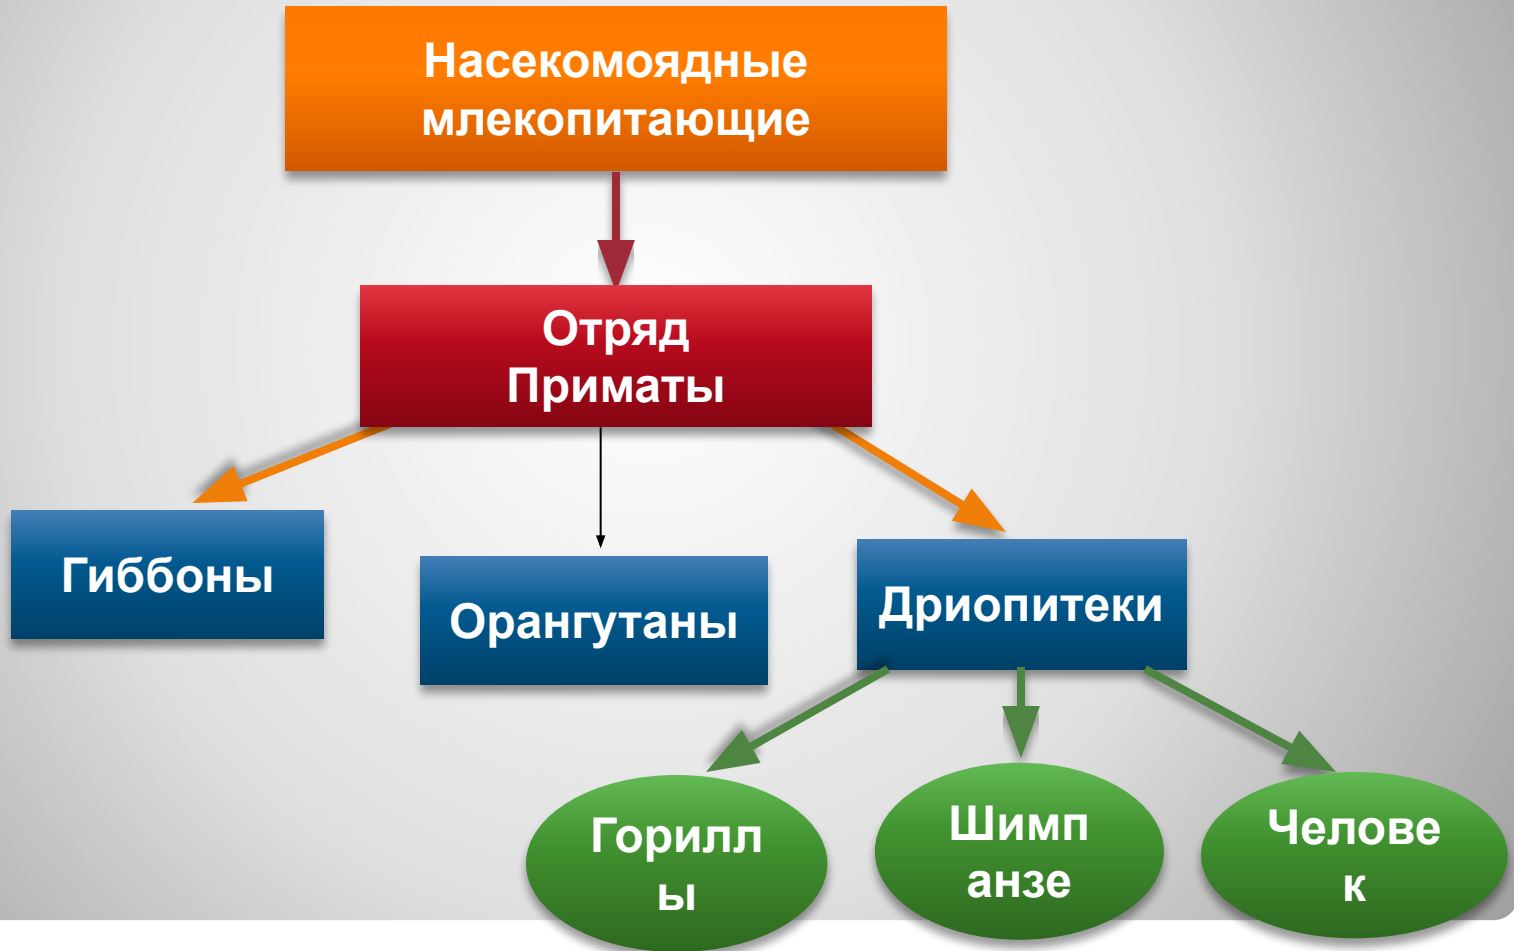 Насекомоядные
млекопитающие
Отряд
Приматы
Гиббоны
Орангутаны
Дриопитеки
Горилл
ы
Шимп
анзе
Челове
к